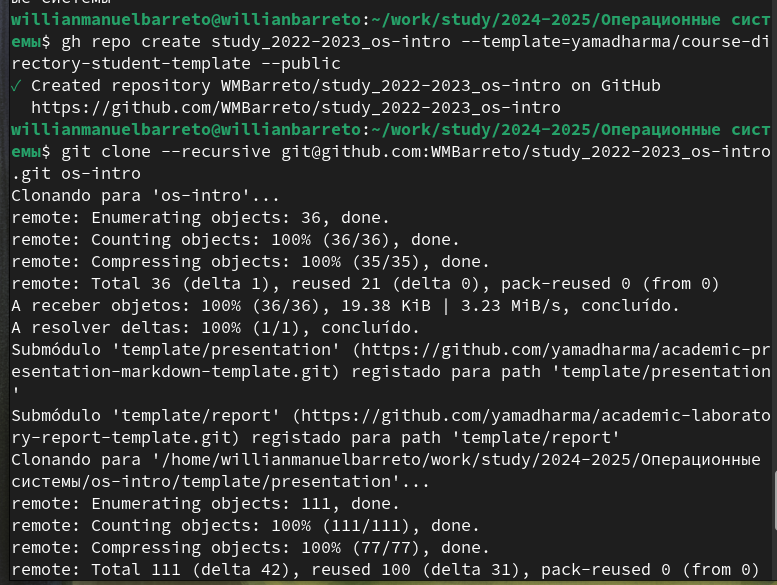 ые системы
willianmanuelbarreto@willianbarreto:~/work/study/2024-2025/Операционные сист
емы$ gh repo create study_2022-2023_os-intro --template=yamadharma/course-di
rectory-student-template --public
✓ Created repository WMBarreto/study_2022-2023_os-intro on GitHub
  https://github.com/WMBarreto/study_2022-2023_os-intro
willianmanuelbarreto@willianbarreto:~/work/study/2024-2025/Операционные сист
емы$ git clone --recursive git@github.com:WMBarreto/study_2022-2023_os-intro
.git os-intro
Clonando para 'os-intro'...
remote: Enumerating objects: 36, done.
remote: Counting objects: 100% (36/36), done.
remote: Compressing objects: 100% (35/35), done.
remote: Total 36 (delta 1), reused 21 (delta 0), pack-reused 0 (from 0)
A receber objetos: 100% (36/36), 19.38 KiB | 3.23 MiB/s, concluído.
A resolver deltas: 100% (1/1), concluído.
Submódulo 'template/presentation' (https://github.com/yamadharma/academic-pr
esentation-markdown-template.git) registado para path 'template/presentation
'
Submódulo 'template/report' (https://github.com/yamadharma/academic-laborato
ry-report-template.git) registado para path 'template/report'
Clonando para '/home/willianmanuelbarreto/work/study/2024-2025/Операционные
системы/os-intro/template/presentation'...
remote: Enumerating objects: 111, done.
remote: Counting objects: 100% (111/111), done.
remote: Compressing objects: 100% (77/77), done.
remote: Total 111 (delta 42), reused 100 (delta 31), pack-reused 0 (from 0)